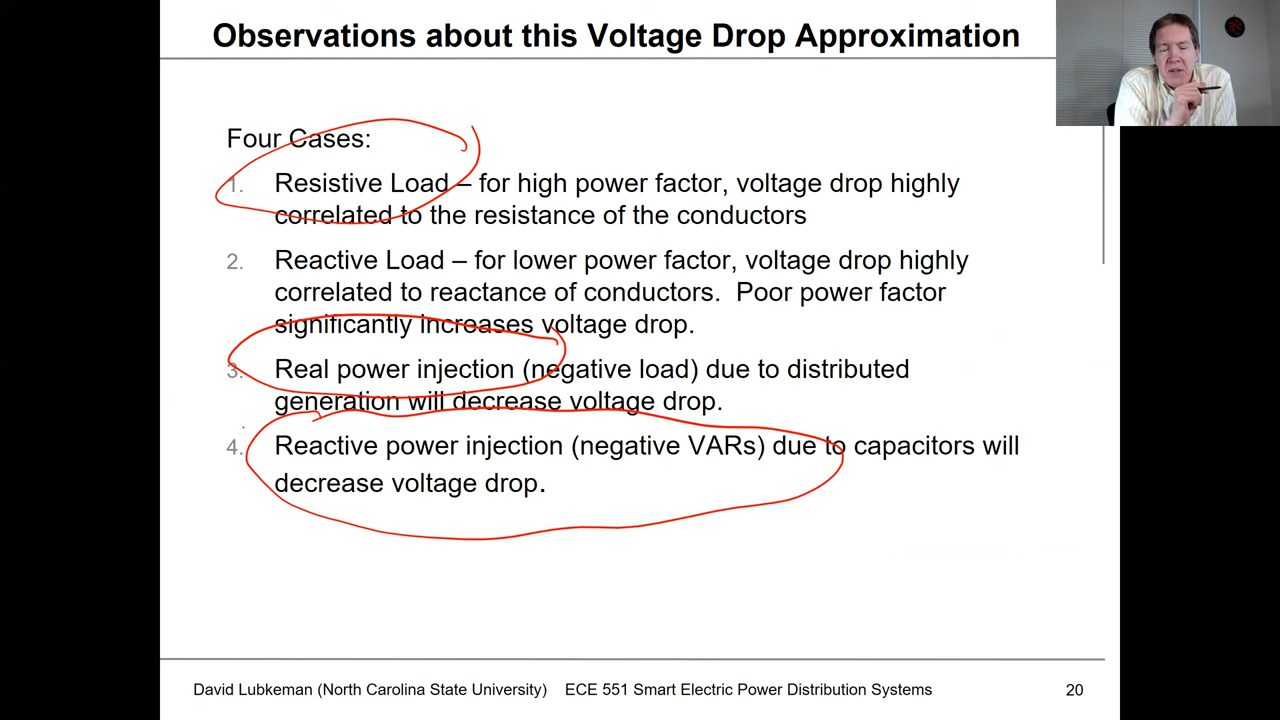 Observations about this Voltage Drop Approximation
Four Cases:
1. Resistive Load – for high power factor, voltage drop highly
correlated to the resistance of the conductors
2. Reactive Load – for lower power factor, voltage drop highly
correlated to reactance of conductors. Poor power factor
significantly increases voltage drop.
3. Real power injection (negative load) due to distributed
generation will decrease voltage drop.
4. Reactive power injection (negative VARs) due to capacitors will
decrease voltage drop.
David Lubkeman (North Carolina State University) ECE 551 Smart Electric Power Distribution Systems 20